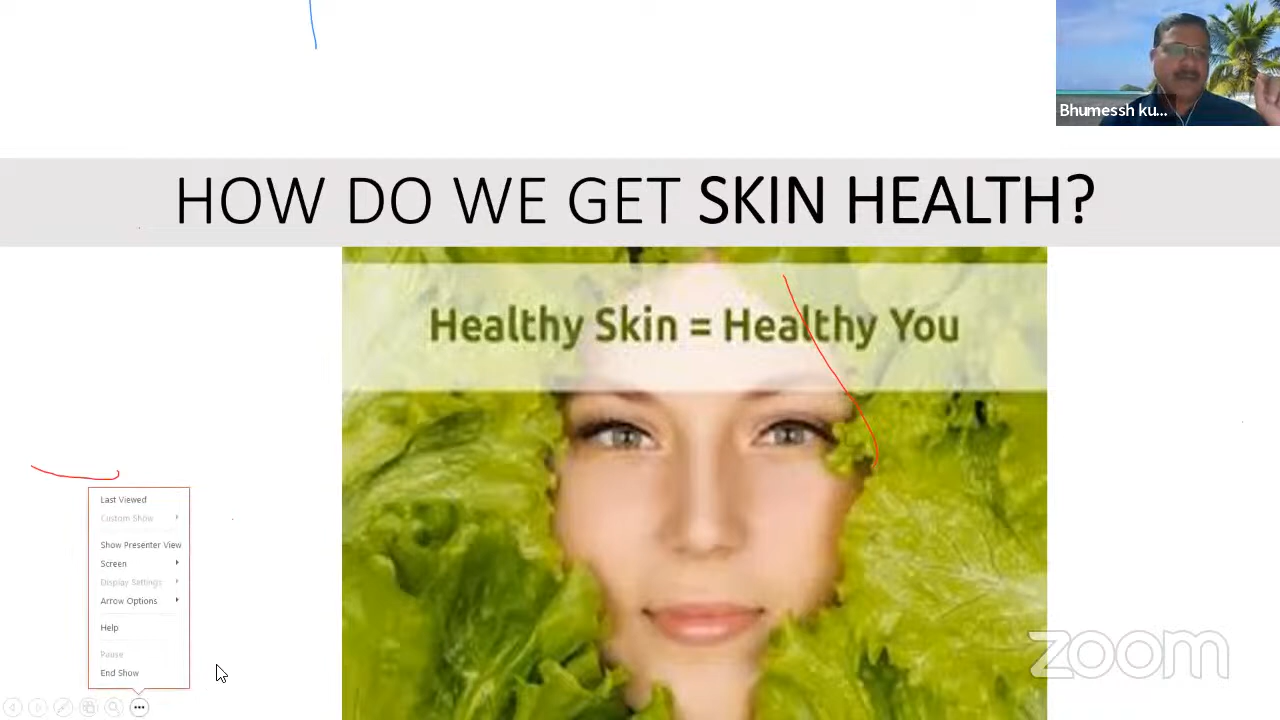 Bhumessh ku...
HOW DO WE GET SKIN HEALTH?
Healthy Skin = Healthy You
Last Viewed
Custom Show
Show Presenter View
Screen
Display Settings
Arrow Options
Help
Pause
End Show
zoom